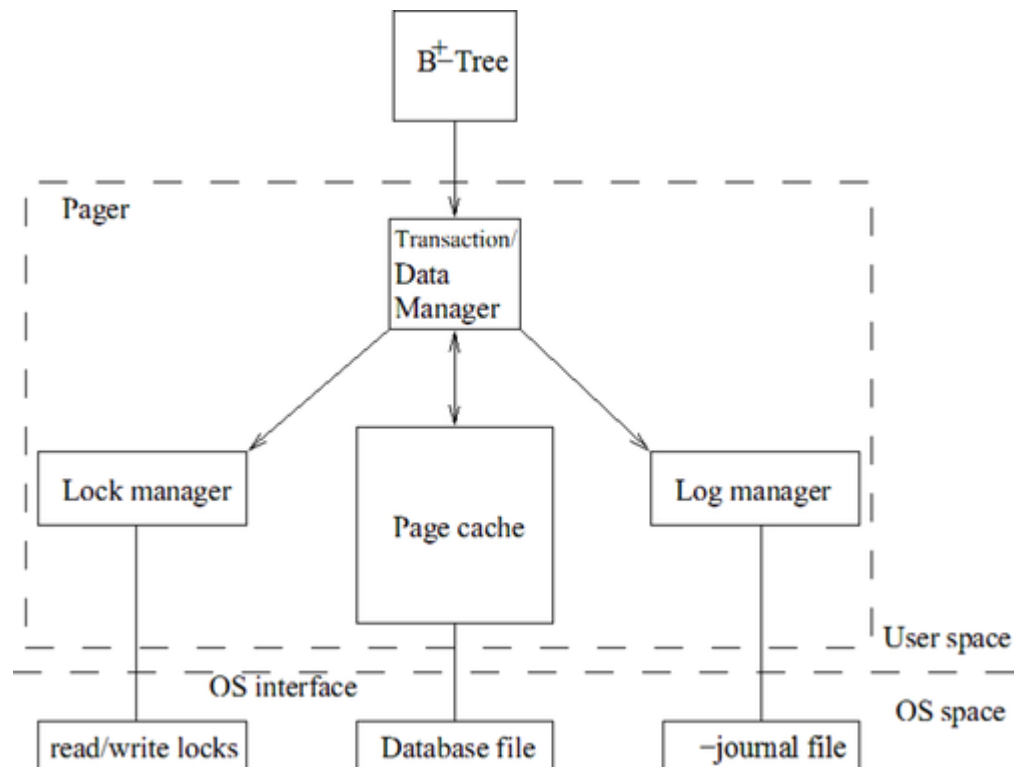 B+-Tree
Pager
Transaction/
Data
Manager
Lock manager
Page cache
Log manager
User space
OS interface
OS space
read/write locks
Database file
-journal file